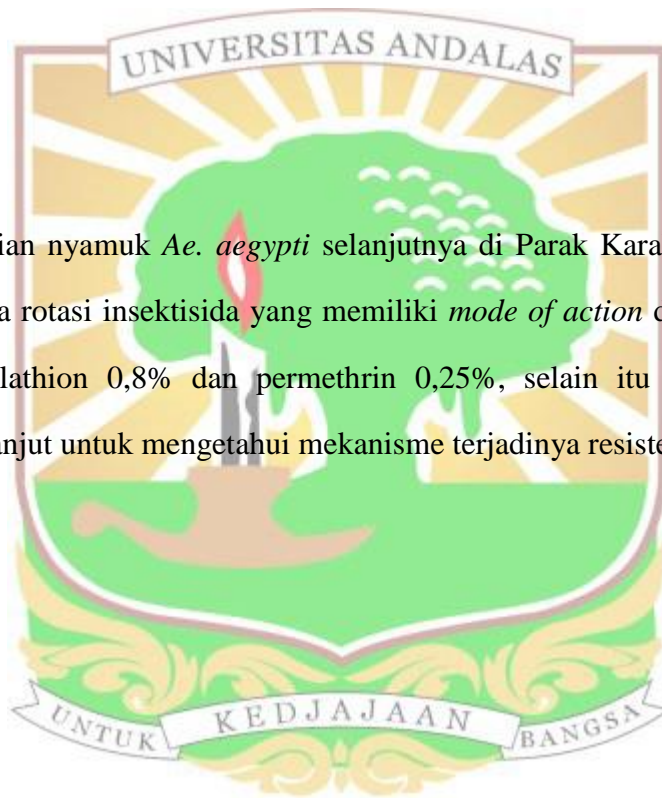 UNIVERSITAS ANDALAS
ian nyamuk Ae. aegypti selanjutnya di Parak Kara
a rotasi insektisida yang memiliki mode of action
lathion 0,8% dan permethrin 0,25%, selain itu
anjut untuk mengetahui mekanisme terjadinya resiste
UNTUK KEDJAJAAN BANGSA